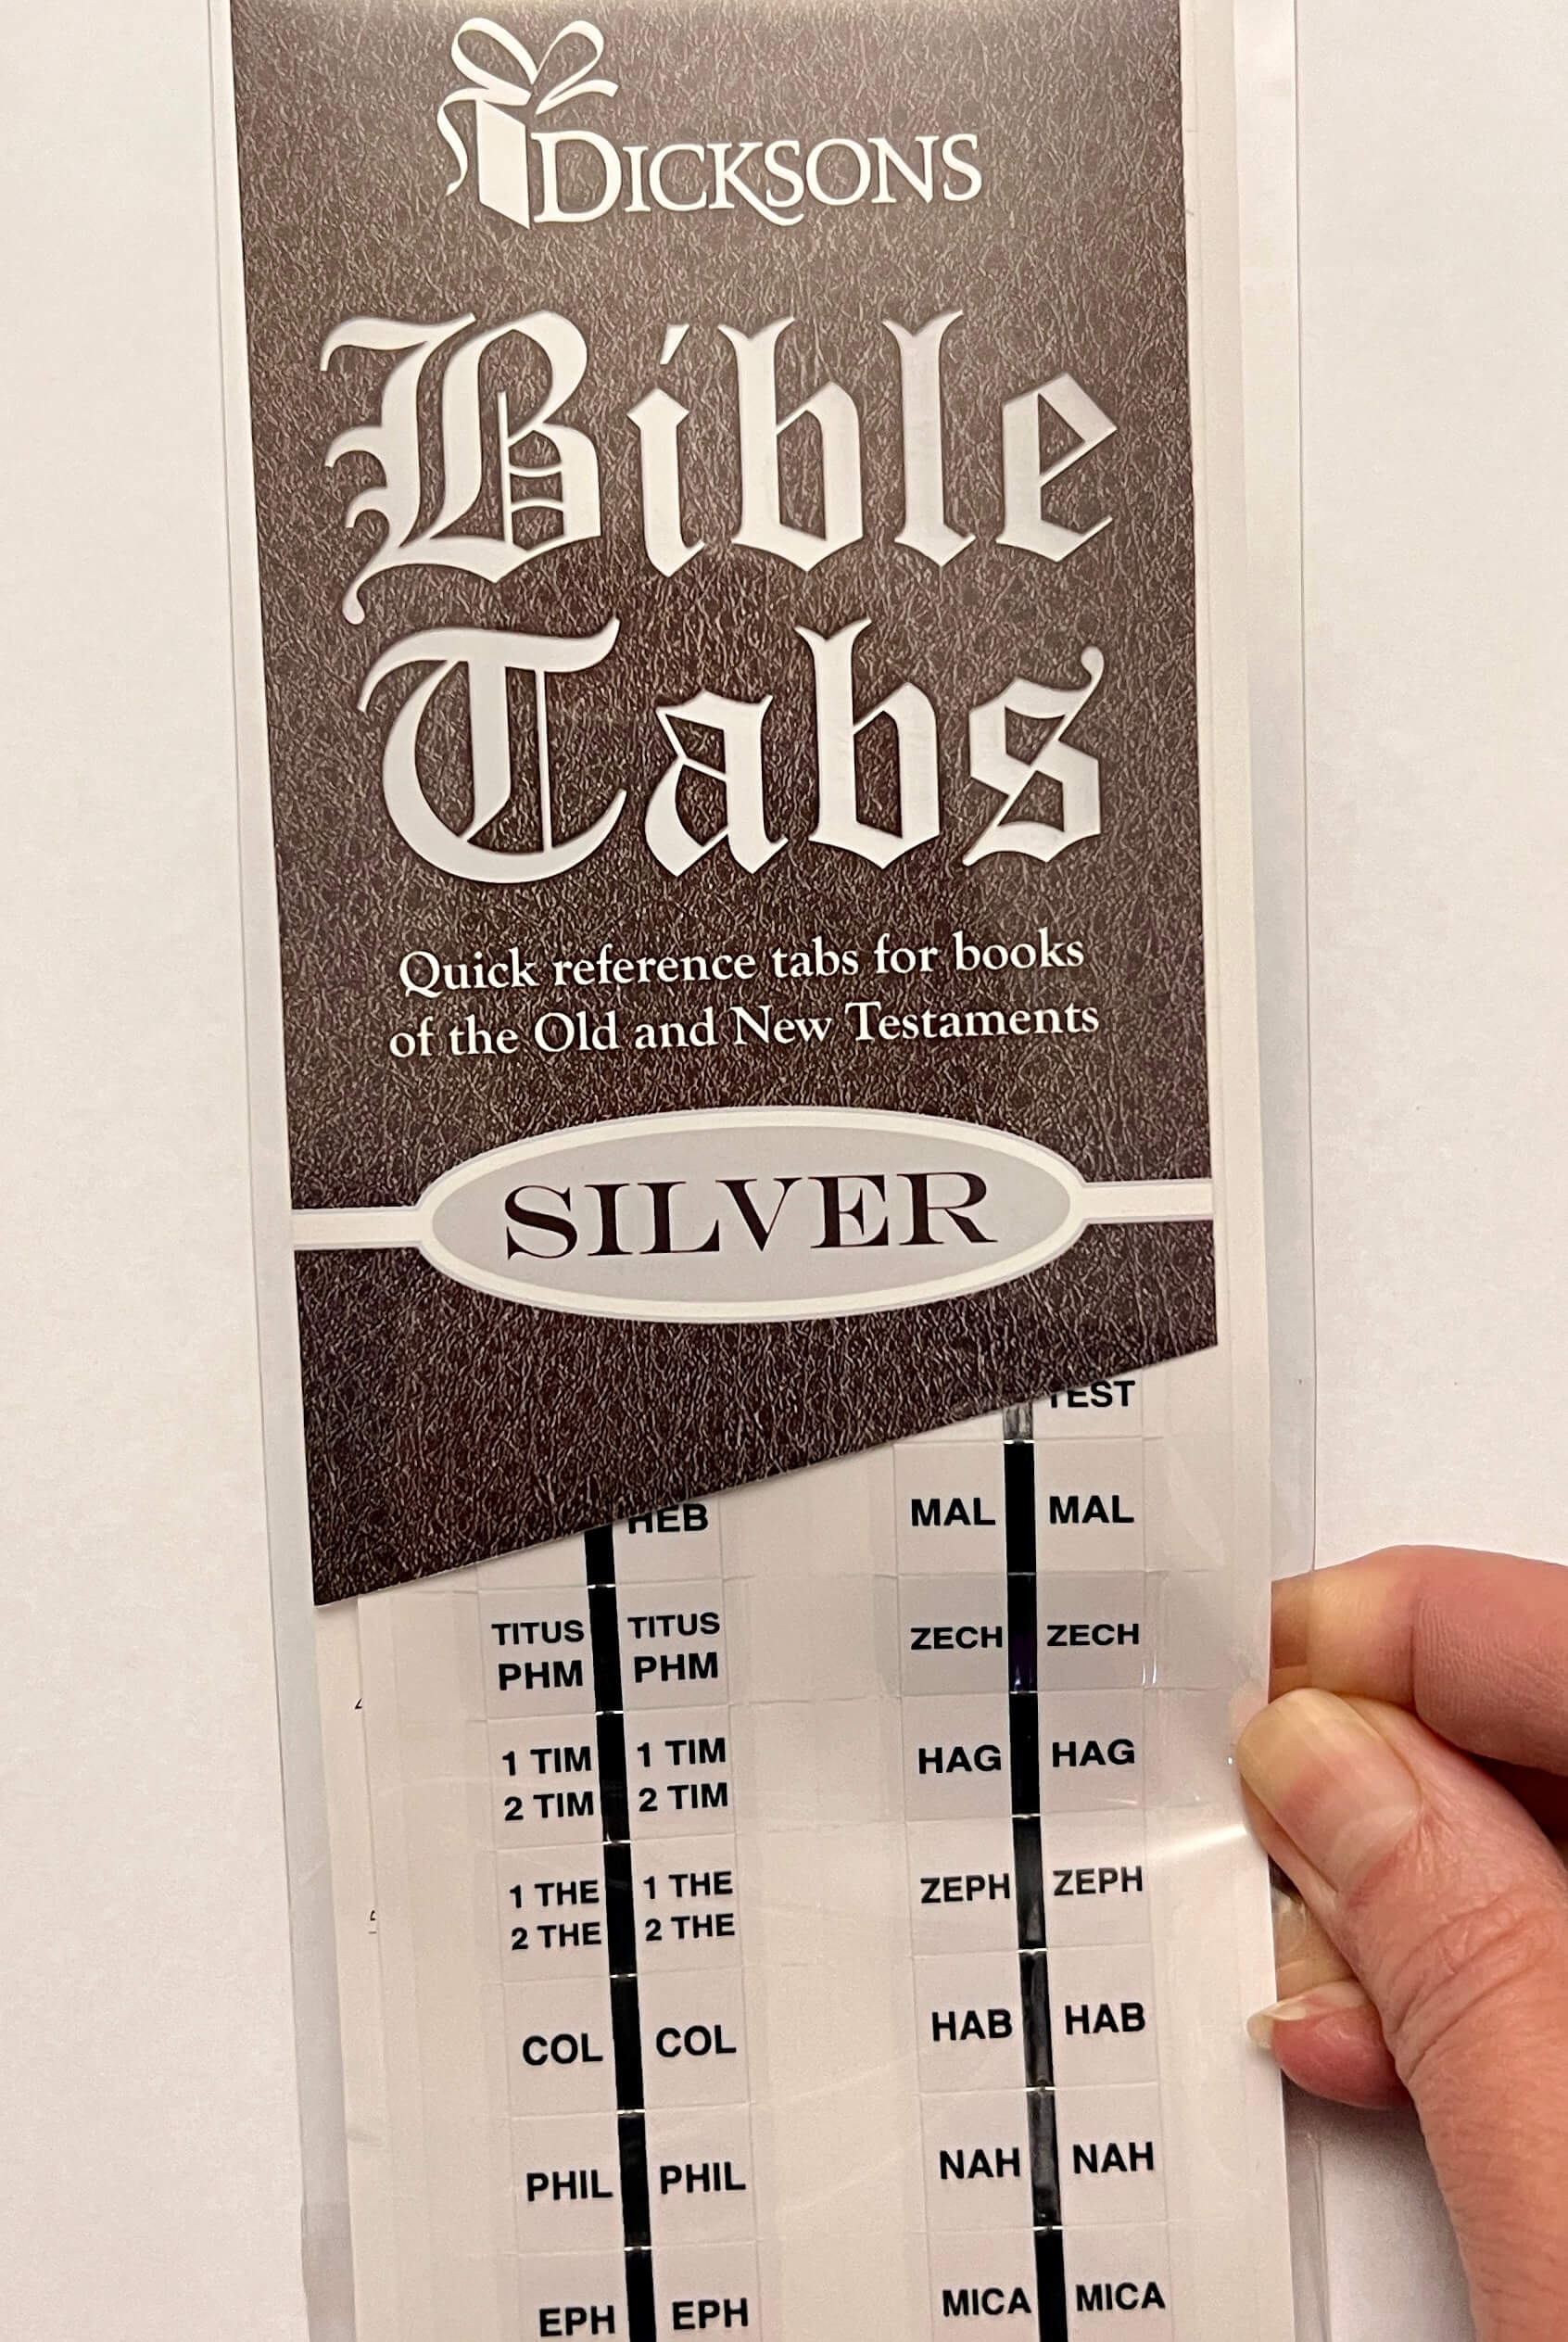 DICKSONS
Bible
Tabs
Quick reference tabs for books
of the Old and New Testaments
SILVER
TEST
HEB
TITUS TITUS
PHM PHM
1 TIM 1 TIM
2 TIM 2 TIM
1 THE 1 THE
2 THE 2 THE
COL COL
PHIL PHIL
EPH EPH
MAL MAL
ZECH ZECH
HAG HAG
ZEPH ZEPH
HAB HAB
NAH NAH
MICA MICA